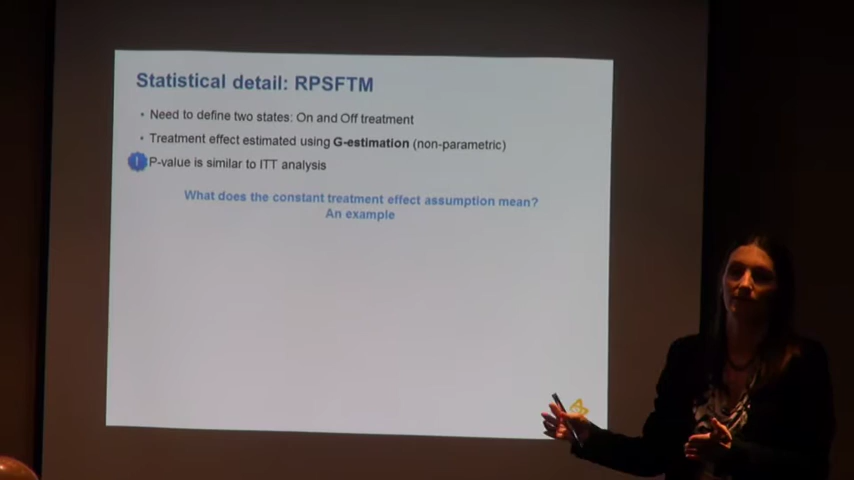 Statistical detail: RPSFTM
• Need to define two states: On and Off treatment
• Treatment effect estimated using G-estimation (non-parametric)
! P-value is similar to ITT analysis
What does the constant treatment effect assumption mean?
An example